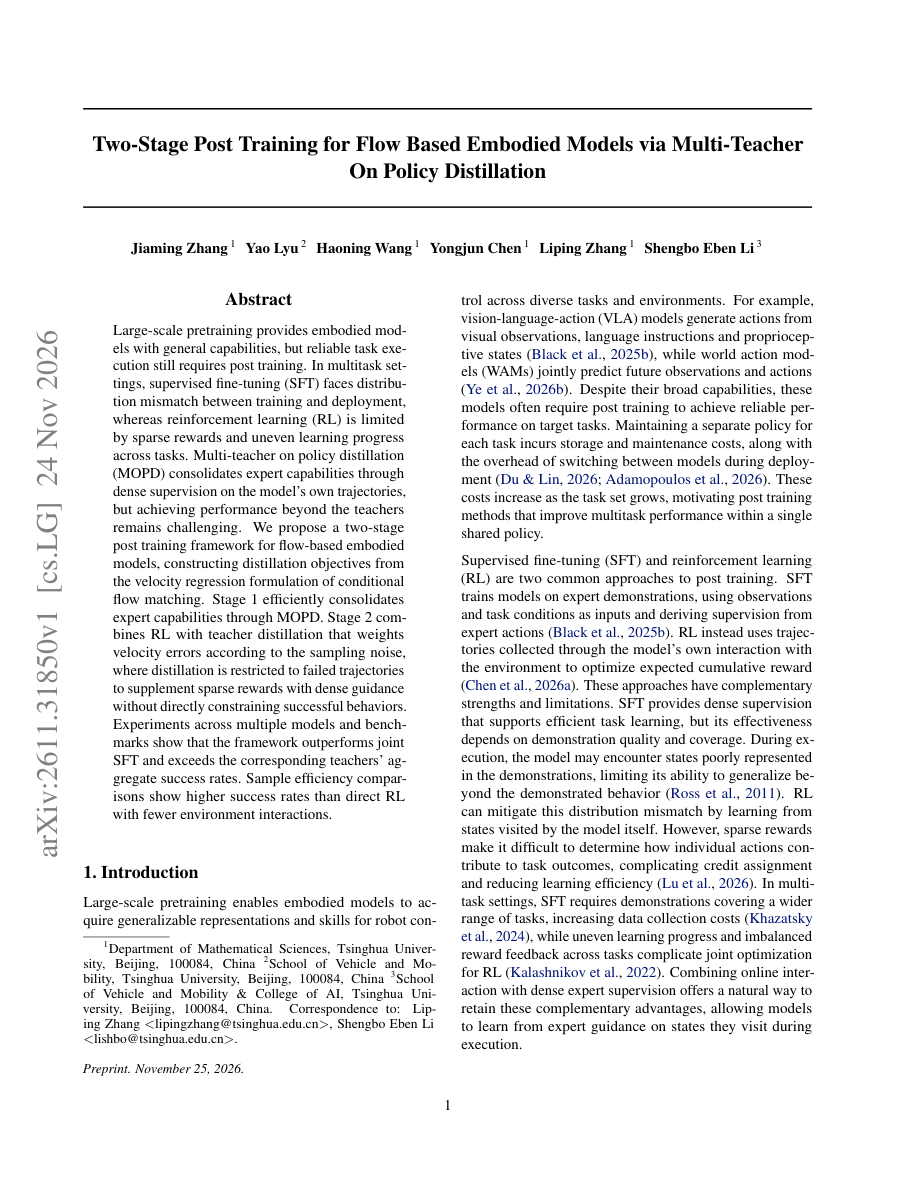 Two-Stage Post Training for Flow Based Embodied Models via Multi-Teacher
On Policy Distillation
Jiaming Zhang 1 Yao Lyu 2 Haoning Wang 1 Yongjun Chen 1 Liping Zhang 1 Shengbo Eben Li 3
Abstract
Large-scale pretraining provides embodied mod-
els with general capabilities, but reliable task exe-
cution still requires post training. In multitask set-
tings, supervised fine-tuning (SFT) faces distribu-
tion mismatch between training and deployment,
whereas reinforcement learning (RL) is limited
by sparse rewards and uneven learning progress
across tasks. Multi-teacher on policy distillation
(MOPD) consolidates expert capabilities through
dense supervision on the model's own trajectories,
but achieving performance beyond the teachers
remains challenging. We propose a two-stage
post training framework for flow-based embodied
models, constructing distillation objectives from
the velocity regression formulation of conditional
flow matching. Stage 1 efficiently consolidates
expert capabilities through MOPD. Stage 2 com-
bines RL with teacher distillation that weights
velocity errors according to the sampling noise,
where distillation is restricted to failed trajectories
to supplement sparse rewards with dense guidance
without directly constraining successful behaviors.
Experiments across multiple models and bench-
marks show that the framework outperforms joint
SFT and exceeds the corresponding teachers' ag-
gregate success rates. Sample efficiency compar-
isons show higher success rates than direct RL
with fewer environment interactions.
1. Introduction
Large-scale pretraining enables embodied models to ac-
quire generalizable representations and skills for robot con-
1Department of Mathematical Sciences, Tsinghua Univer-
sity, Beijing, 100084, China 2School of Vehicle and Mo-
bility, Tsinghua University, Beijing, 100084, China 3School
of Vehicle and Mobility & College of AI, Tsinghua Uni-
versity, Beijing, 100084, China. Correspondence to: Lip-
ing Zhang <lipingzhang@tsinghua.edu.cn>, Shengbo Eben Li
<lishbo@tsinghua.edu.cn>.
Preprint. November 25, 2026.
trol across diverse tasks and environments. For example,
vision-language-action (VLA) models generate actions from
visual observations, language instructions and propriocep-
tive states (Black et al., 2025b), while world action mod-
els (WAMs) jointly predict future observations and actions
(Ye et al., 2026b). Despite their broad capabilities, these
models often require post training to achieve reliable per-
formance on target tasks. Maintaining a separate policy for
each task incurs storage and maintenance costs, along with
the overhead of switching between models during deploy-
ment (Du & Lin, 2026; Adamopoulos et al., 2026). These
costs increase as the task set grows, motivating post training
methods that improve multitask performance within a single
shared policy.
Supervised fine-tuning (SFT) and reinforcement learning
(RL) are two common approaches to post training. SFT
trains models on expert demonstrations, using observations
and task conditions as inputs and deriving supervision from
expert actions (Black et al., 2025b). RL instead uses trajec-
tories collected through the model's own interaction with
the environment to optimize expected cumulative reward
(Chen et al., 2026a). These approaches have complementary
strengths and limitations. SFT provides dense supervision
that supports efficient task learning, but its effectiveness
depends on demonstration quality and coverage. During ex-
ecution, the model may encounter states poorly represented
in the demonstrations, limiting its ability to generalize be-
yond the demonstrated behavior (Ross et al., 2011). RL
can mitigate this distribution mismatch by learning from
states visited by the model itself. However, sparse rewards
make it difficult to determine how individual actions con-
tribute to task outcomes, complicating credit assignment
and reducing learning efficiency (Lu et al., 2026). In multi-
task settings, SFT requires demonstrations covering a wider
range of tasks, increasing data collection costs (Khazatsky
et al., 2024), while uneven learning progress and imbalanced
reward feedback across tasks complicate joint optimization
for RL (Kalashnikov et al., 2022). Combining online inter-
action with dense expert supervision offers a natural way to
retain these complementary advantages, allowing models
to learn from expert guidance on states they visit during
execution.
1
arXiv:2611.31850v1 [cs.LG] 24 Nov 2026